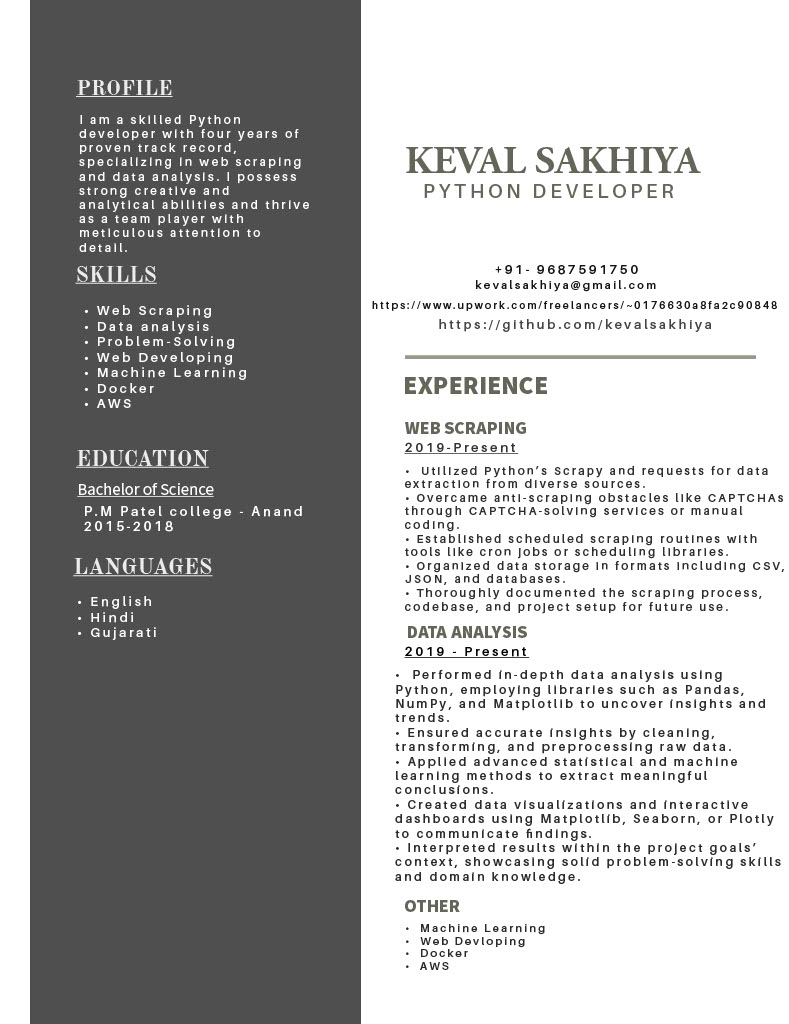 PROFILE
I am a skilled Python
developer with four years of
proven track record,
specializing in web scraping
and data analysis. I possess
strong creative and
analytical abilities and thrive
as a team player with
meticulous attention to
detail.
SKILLS
• Web Scraping
• Data analysis
• Problem-Solving
• Web Developing
• Machine Learning
• Docker
• AWS
EDUCATION
Bachelor of Science
P.M Patel college - Anand
2015-2018
LANGUAGES
• English
• Hindi
• Gujarati
KEVAL SAKHIYA
PYTHON DEVELOPER
+91- 9687591750
kevalsakhiya@gmail.com
https://www.upwork.com/freelancers/~0176630a8fa2c90848
https://github.com/kevalsakhiya
EXPERIENCE
WEB SCRAPING
2019-Present
• Utilized Python’s Scrapy and requests for data
extraction from diverse sources.
• Overcame anti-scraping obstacles like CAPTCHAs
through CAPTCHA-solving services or manual
coding.
• Established scheduled scraping routines with
tools like cron jobs or scheduling libraries.
• Organized data storage in formats including CSV,
JSON, and databases.
• Thoroughly documented the scraping process,
codebase, and project setup for future use.
DATA ANALYSIS
2019 - Present
• Performed in-depth data analysis using
Python, employing libraries such as Pandas,
NumPy, and Matplotlib to uncover insights and
trends.
• Ensured accurate insights by cleaning,
transforming, and preprocessing raw data.
• Applied advanced statistical and machine
learning methods to extract meaningful
conclusions.
• Created data visualizations and interactive
dashboards using Matplotlib, Seaborn, or Plotly
to communicate findings.
• Interpreted results within the project goals’
context, showcasing solid problem-solving skills
and domain knowledge.
OTHER
• Machine Learning
• Web Devloping
• Docker
• AWS